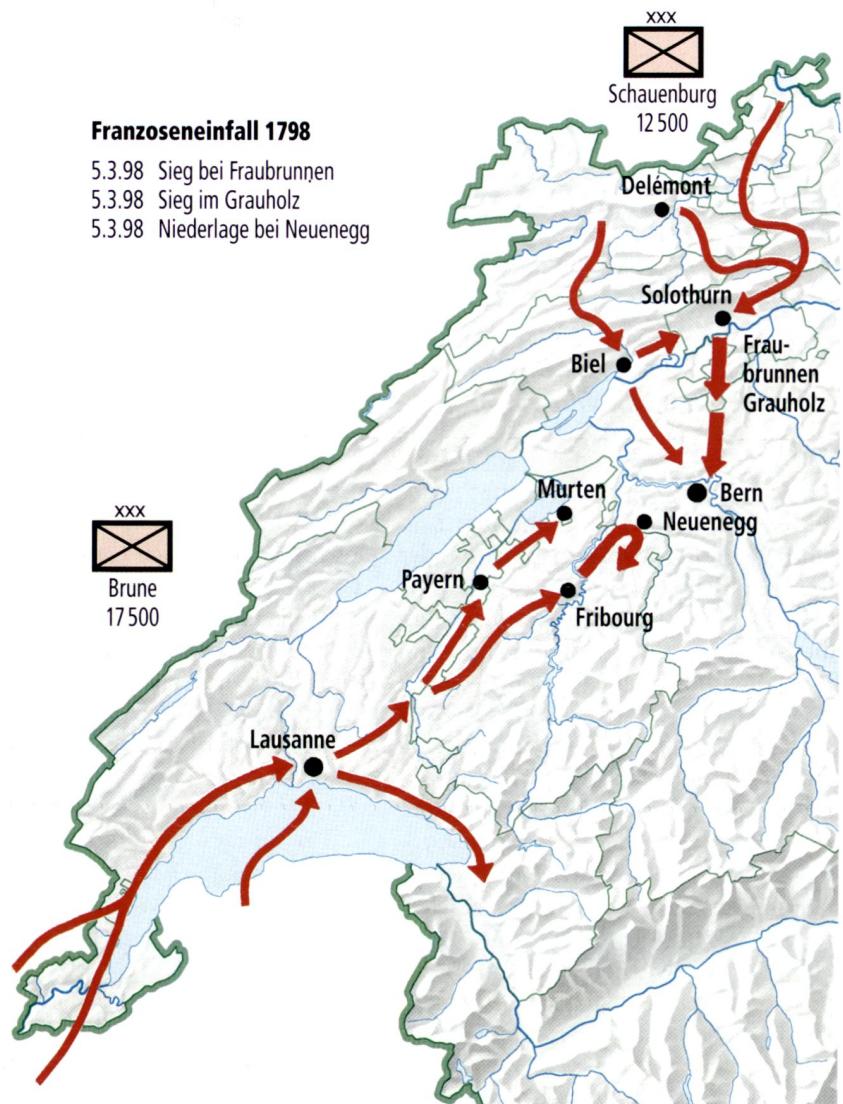 xxx
Schauenburg
12 500
Franzoseneinfall 1798
5.3.98 Sieg bei Fraubrunnen
5.3.98 Sieg im Grauholz
5.3.98 Niederlage bei Neuenegg
Delémont
Solothurn
Biel
Frau-
brunnen
Grauholz
Murten
Bern
Neuenegg
xxx
Brune
17 500
Payern
Fribourg
Lausanne